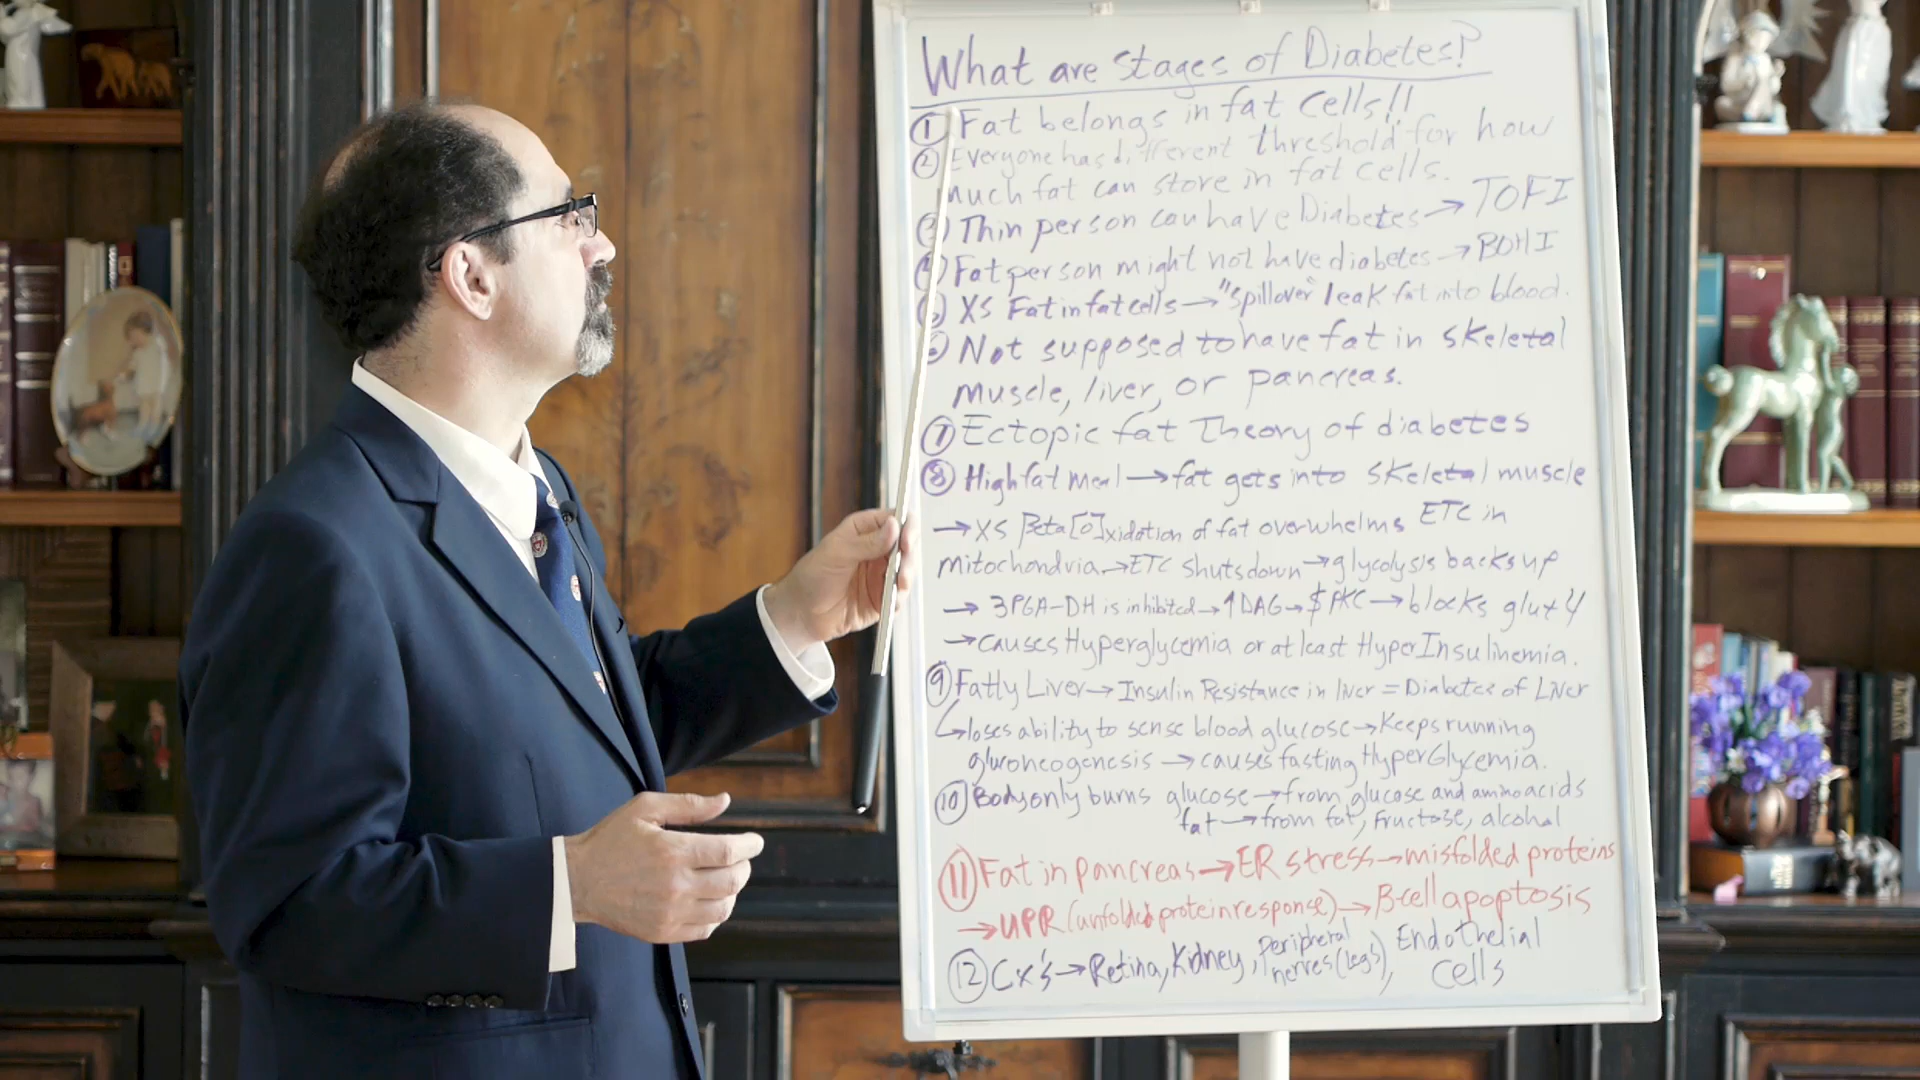 What are Stages of Diabetes?
① Fat belongs in fat cells!!
② Everyone has different threshold for how
much fat can store in fat cells.
③ Thin person can have Diabetes → TOFI
④ Fat person might not have diabetes → BOHI
XS Fat in fat cells → "Spillover" leak fat into blood.
Not supposed to have fat in skeletal
muscle, liver, or pancreas.
⑦ Ectopic fat Theory of diabetes
⑧ High fat meal → fat gets into skeletal muscle
→ XS Beta[O]xidation of fat overwhelms ETC in
mitochondria → ETC Shuts down → glycolysis backs up
→ 3PGA-DH is inhibited → ↑DAG → PKC → blocks glut4
→ causes Hyperglycemia or at least HyperInsulinemia.
⑨ Fatty Liver → Insulin Resistance in liver = Diabetes of Liver
↳ loses ability to sense blood glucose → Keeps running
gluconeogenesis → causes fasting HyperGlycemia.
⑩ Body only burns glucose → from glucose and amino acids
fat → from fat, fructose, alcohol
⑪ Fat in pancreas → ER stress → misfolded proteins
→ UPR (unfolded protein response) → B-cell apoptosis
⑫ Cx's → Retina, Kidney, peripheral nerves (legs), Endothelial
cells